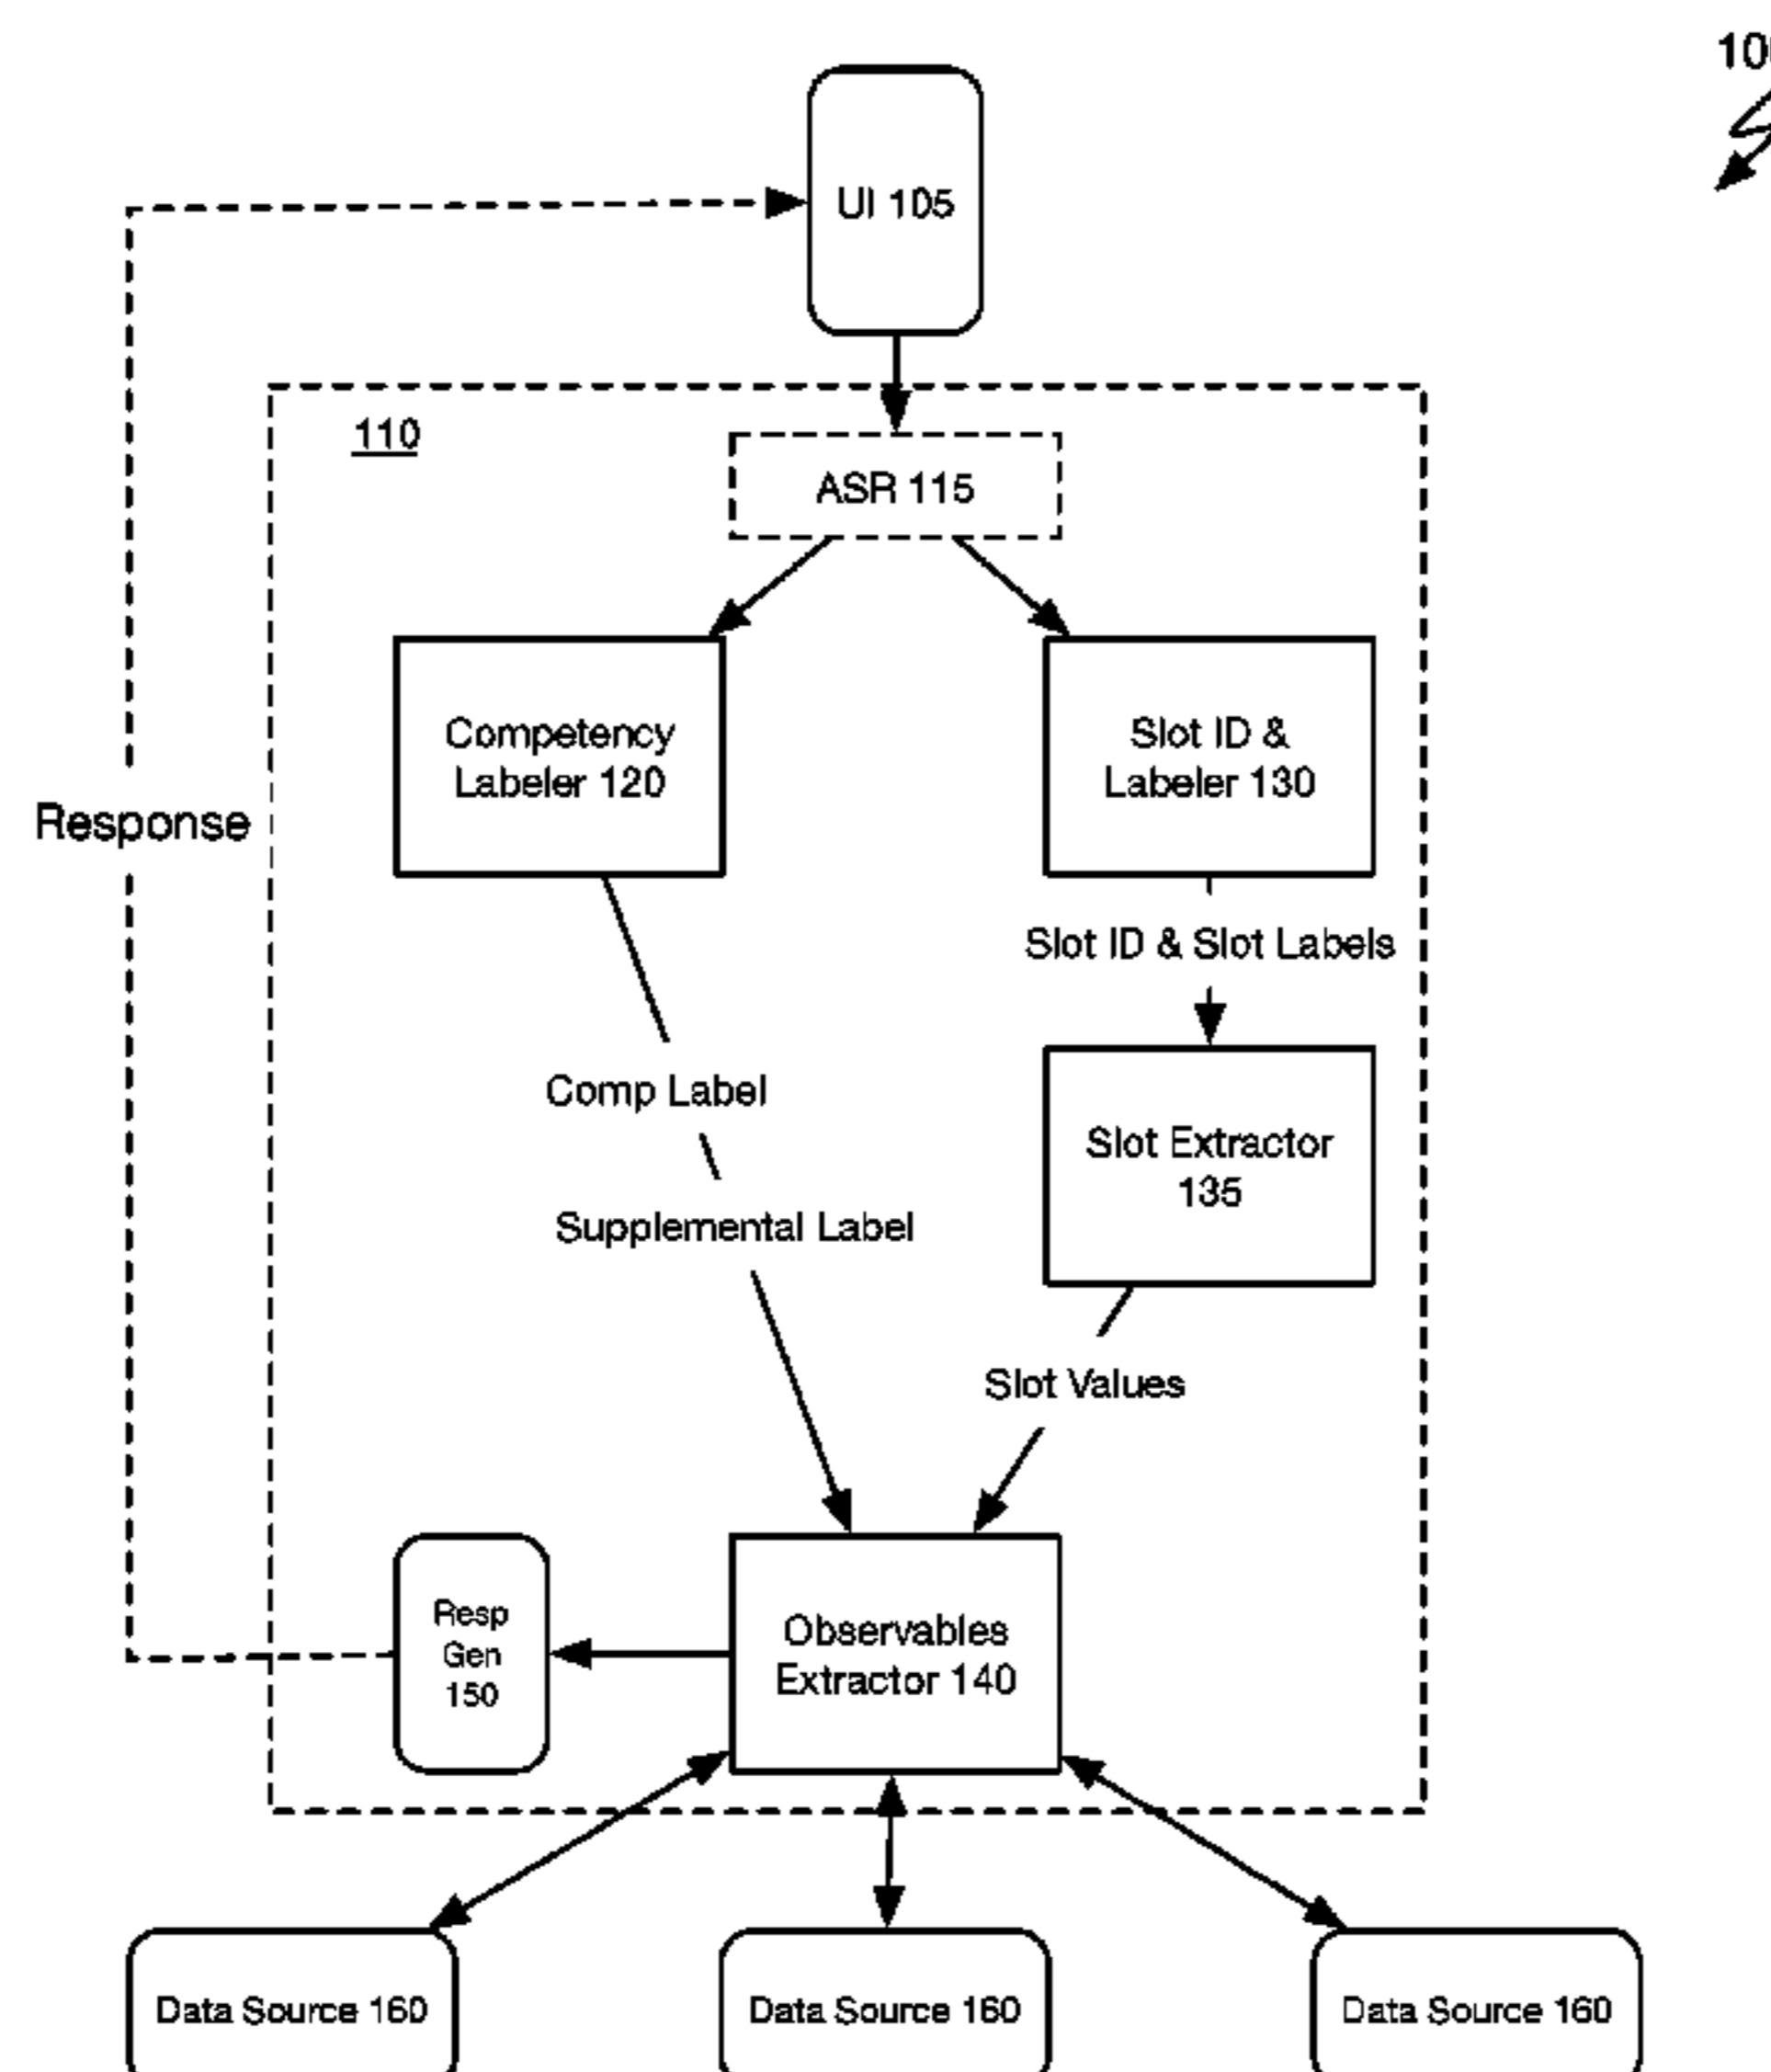 UI 105
110
ASR 115
Competency
Labeler 120
Slot ID &
Labeler 130
Response
Slot ID & Slot Labels
Comp Label
Slot Extractor
135
Supplemental Label
Slot Values
Resp
Gen
150
Observables
Extractor 140
Data Source 160
Data Source 160
Data Source 160